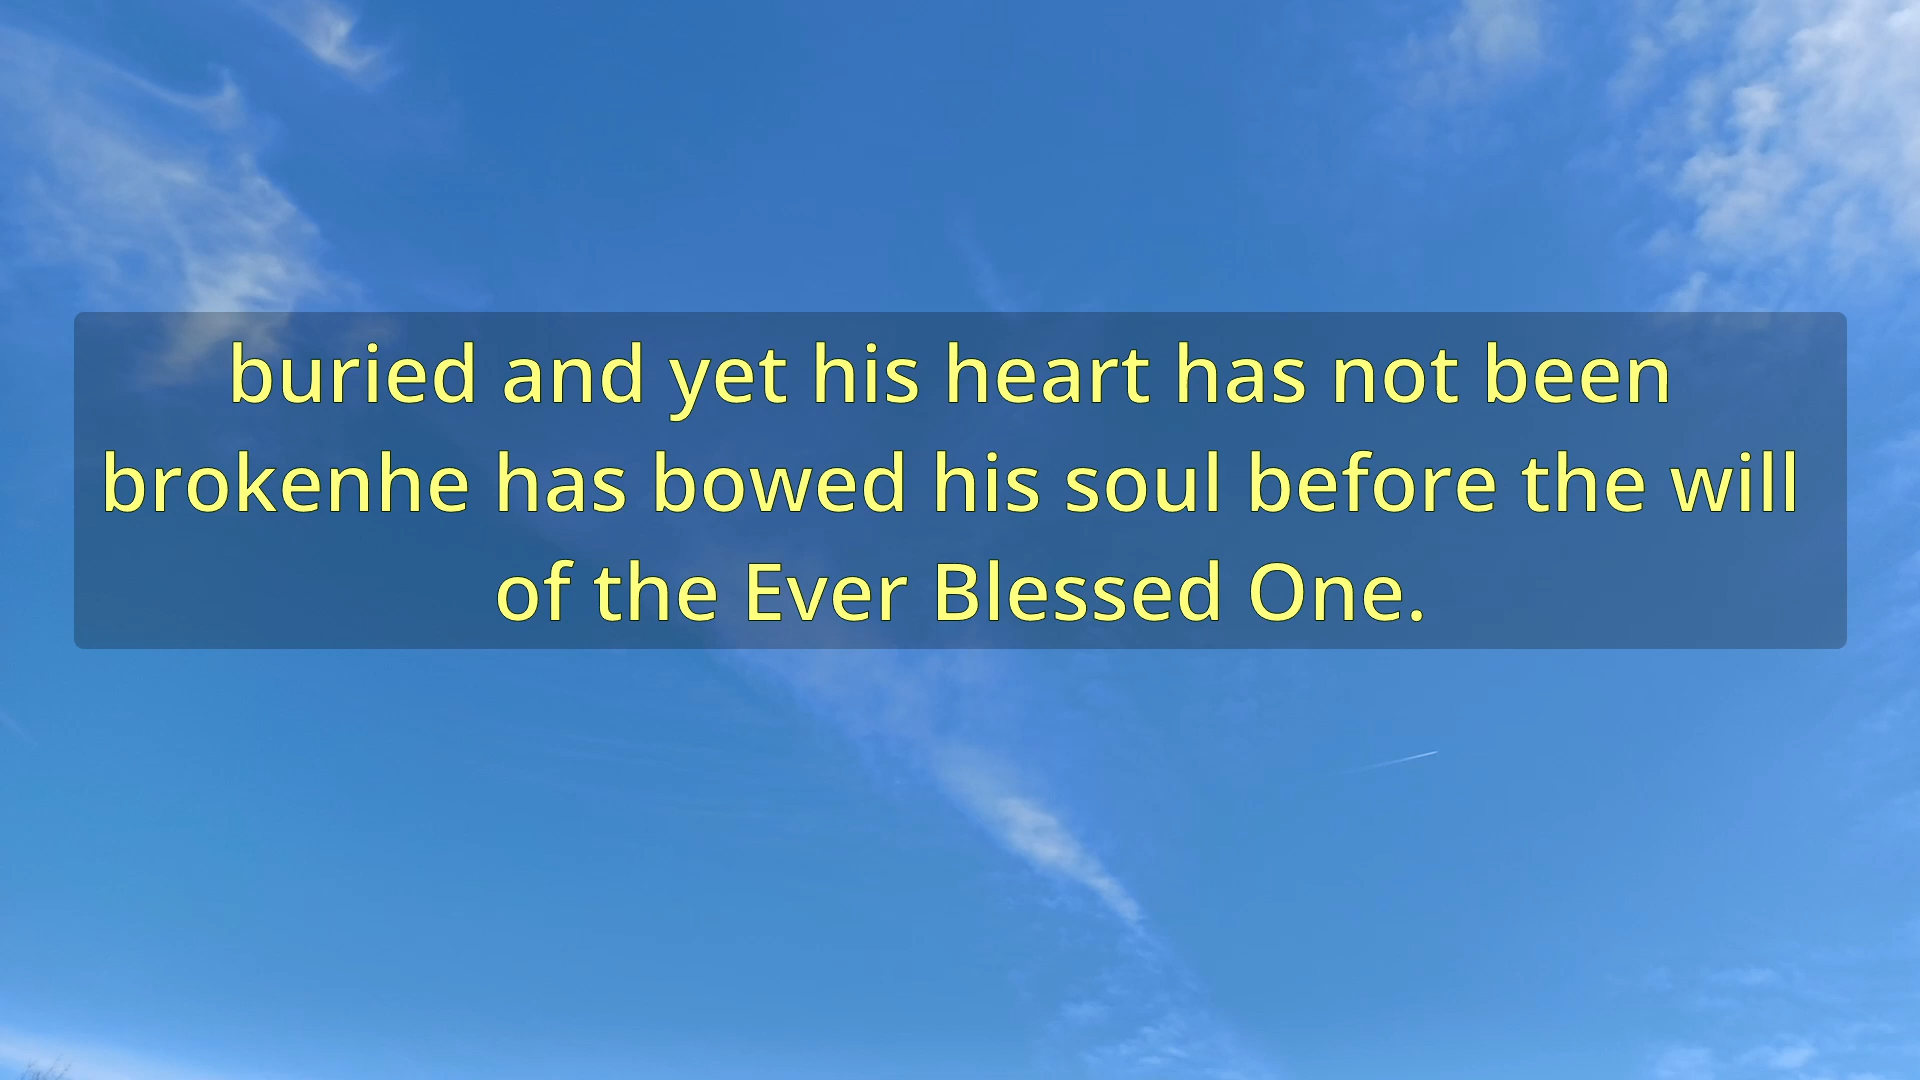 buried and yet his heart has not been
brokenhe has bowed his soul before the will
of the Ever Blessed One.